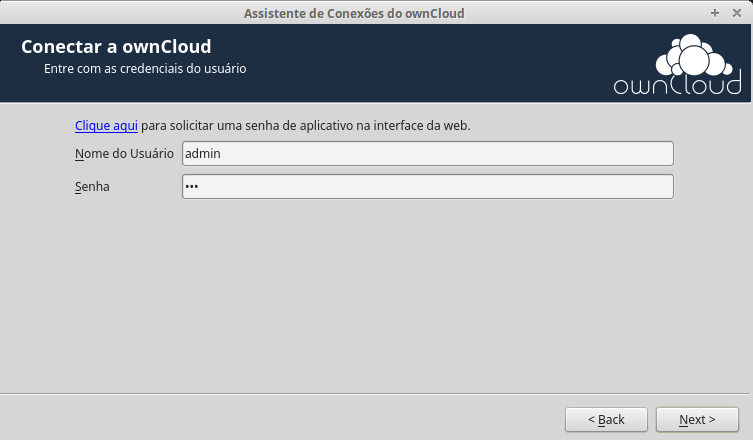 Assistente de Conexões do ownCloud
Conectar a ownCloud
Entre com as credenciais do usuário
ownCloud
Clique aqui para solicitar uma senha de aplicativo na interface da web.
Nome do Usuário admin
Senha •••
< Back Next >